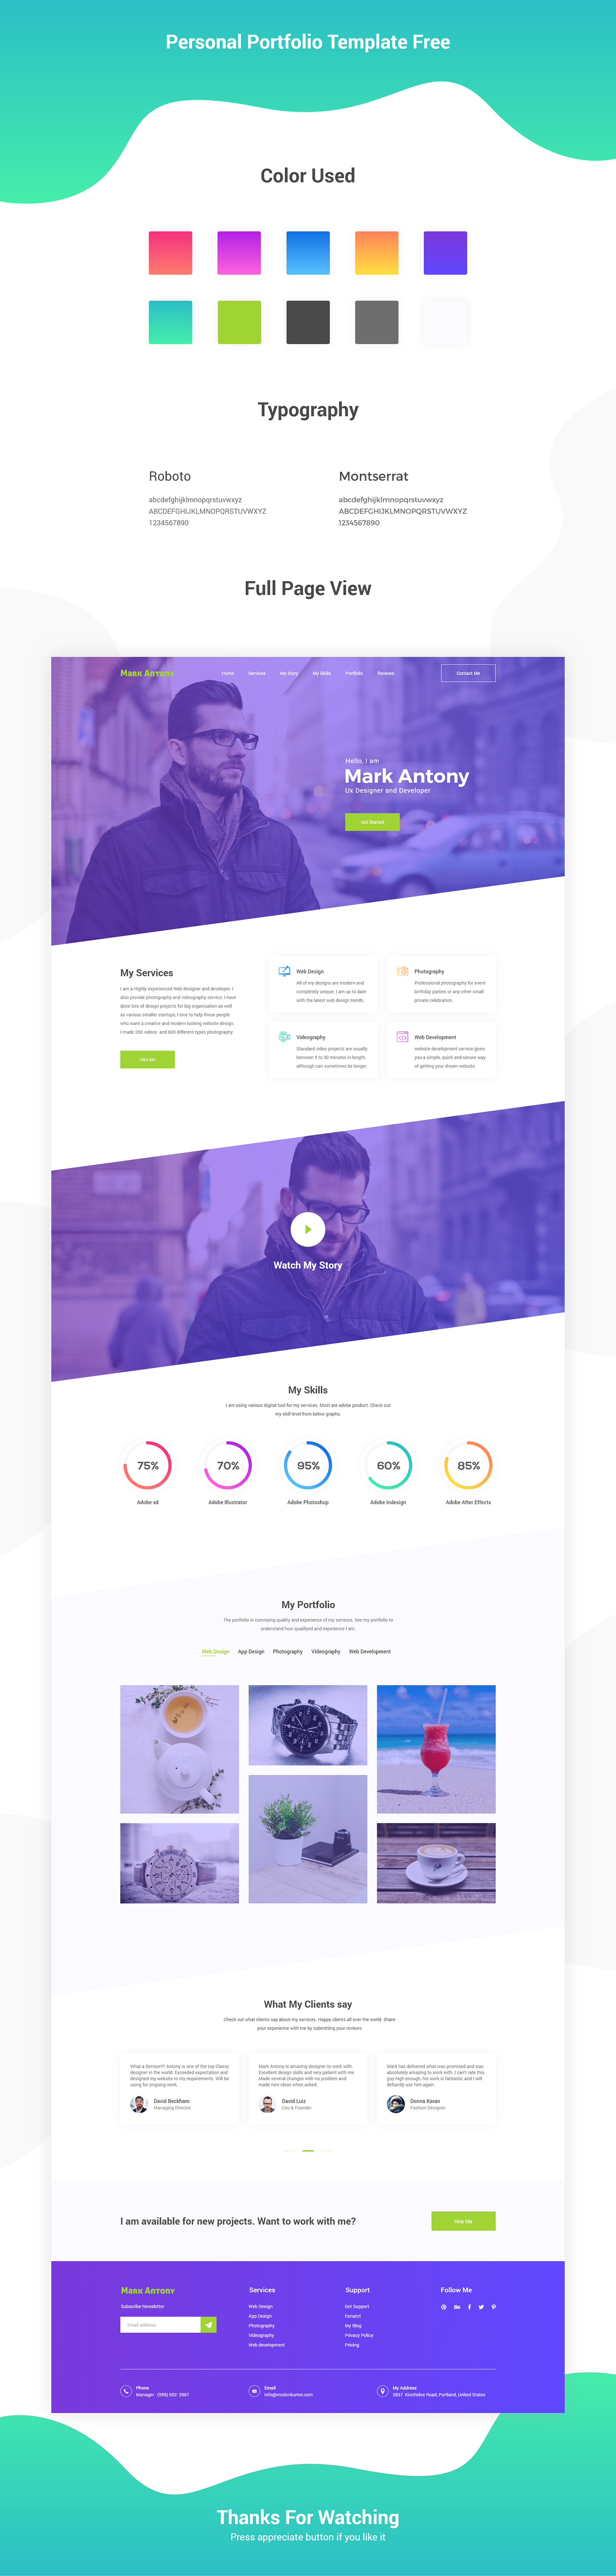 Personal Portfolio Template Free
Color Used
Typography
Roboto
abcdefghijklmnopqrstuvwxyz
ABCDEFGHIJKLMNOPQRSTUVWXYZ
1234567890
Montserrat
abcdefghijklmnopqrstuvwxyz
ABCDEFGHIJKLMNOPQRSTUVWXYZ
1234567890
Full Page View
Mark Antony
Home Services My Story My Skills Portfolio Reviews
Contact Me
Hello, I am
Mark Antony
Ux Designer and Developer
Get Started
My Services
I am a Highly experienced Web designer and developer. I
also provide photography and videography service. I have
done lots of design projects for big organisation as well
as various smaller startups, I love to help those people
who want a creative and modern looking website design.
I made 200 videos and 600 different types photography.
Hire Me
Web Design
All of my designs are modern and
completely unique. I am up to date
with the latest web design trends.
Photography
Professional photography for event
birthday parties or any other small
private celebration.
Videography
Standard video projects are usually
between 5 to 30 minutes in length,
although can sometimes be longer.
Web Development
website development service gives
you a simple, quick and secure way
of getting your dream website.
Watch My Story
My Skills
I am using various digital tool for my services. Most are adobe product. Check out
my skill level from below graphs.
75% 70% 95% 60% 85%
Adobe xd Adobe Illustrator Adobe Photoshop Adobe Indesign Adobe After Effects
My Portfolio
The portfolio is conveying quality and experience of my services. See my portfolio to
understand how qualified and experience I am.
Web Design App Design Photography Videography Web Development
What My Clients say
Check out what clients say about my services. Happy clients all over the world. Share
your experience with me by submitting your reviews
What a Service!!! Antony is one of the top Classy
designer in the world. Exceeded expectation and
designed my website to my requirements. Will be
using for ongoing work.
David Beckham
Managing Director
Mark Antony is amazing designer to work with.
Excellent design skills and very patient with me.
Made several changes with no problem and
made new ideas when asked.
David Luiz
Ceo & Founder
Mark has delivered what was promised and was
absolutely amazing to work with. I can't rate this
guy high enough, his work is fantastic and I will
defiantly use him again
Donna Karan
Fashion Designer
I am available for new projects. Want to work with me?
Hire Me
Mark Antony
Subscribe Newsletter
Email address
Services
Web Design
App Design
Photography
Videography
Web development
Support
Get Support
Conatct
My Blog
Privacy Policy
Pricing
Follow Me
Phone
Manager - (555) 692- 3567
Email
info@modonkumer.com
My Address
Portland, United States
Thanks For Watching
Press appreciate button if you like it